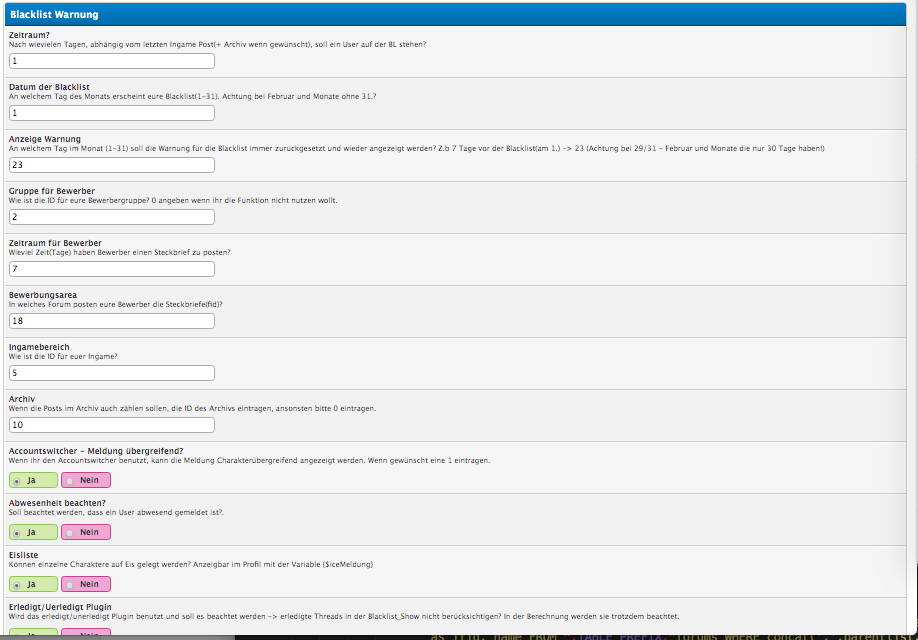 Blacklist Warnung
Zeitraum?
Nach wievielen Tagen, abhängig vom letzten Ingame Post(+ Archiv wenn gewünscht), soll ein User auf der BL stehen?
1
Datum der Blacklist
An welchem Tag des Monats erscheint eure Blacklist(1-31). Achtung bei Februar und Monate ohne 31.?
1
Anzeige Warnung
An welchem Tag im Monat (1-31) soll die Warnung für die Blacklist immer zurückgesetzt und wieder angezeigt werden? Z.b 7 Tage vor der Blacklist(am 1.) -> 23 (Achtung bei 29/31 - Februar und Monate die nur 30 Tage haben!)
23
Gruppe für Bewerber
Wie ist die ID für eure Bewerbergruppe? 0 angeben wenn ihr die Funktion nicht nutzen wollt.
2
Zeitraum für Bewerber
Wieviel Zeit(Tage) haben Bewerber einen Steckbrief zu posten?
7
Bewerbungsarea
In welches Forum posten eure Bewerber die Steckbriefe(fid)?
18
Ingamebereich
Wie ist die ID für euer Ingame?
5
Archiv
Wenn die Posts im Archiv auch zählen sollen, die ID des Archivs eintragen, ansonsten bitte 0 eintragen.
10
Accountswitcher - Meldung übergreifend?
Wenn ihr den Accountswitcher benutzt, kann die Meldung Charakterübergreifend angezeigt werden. Wenn gewünscht eine 1 eintragen.
Ja Nein
Abwesenheit beachten?
Soll beachtet werden, dass ein User abwesend gemeldet ist?.
Ja Nein
Eisliste
Können einzelne Charaktere auf Eis gelegt werden? Anzeigbar im Profil mit der Variable {$iceMeldung}
Ja Nein
Erledigt/Uerledigt Plugin
Wird das erledigt/unerledigt Plugin benutzt und soll es beachtet werden -> erledigte Threads in der Blacklist_Show nicht berücksichtigen? In der Berechnung werden sie trotzdem beachtet.
Ja Nein